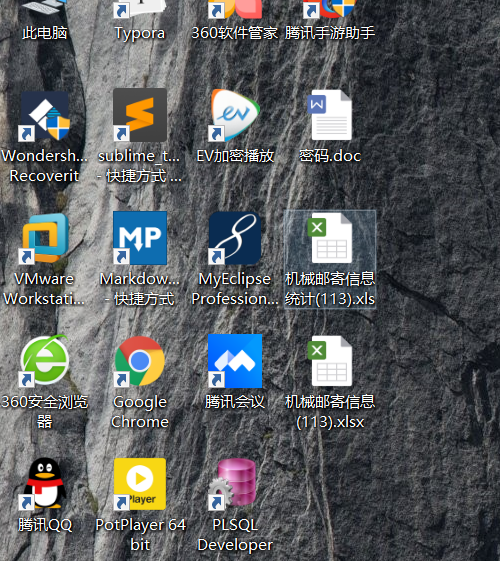 此电脑
Typora
360软件管家
腾讯手游助手
Wondersh...
Recoverit
sublime_t...
- 快捷方式 ...
EV加密播放
密码.doc
VMware
Workstati...
Markdow...
- 快捷方式
MyEclipse
Profession...
机械邮寄信息
统计(113).xls
360安全浏览
器
Google
Chrome
腾讯会议
机械邮寄信息
(113).xlsx
腾讯QQ
Player
PotPlayer 64
bit
PLSQL
Developer